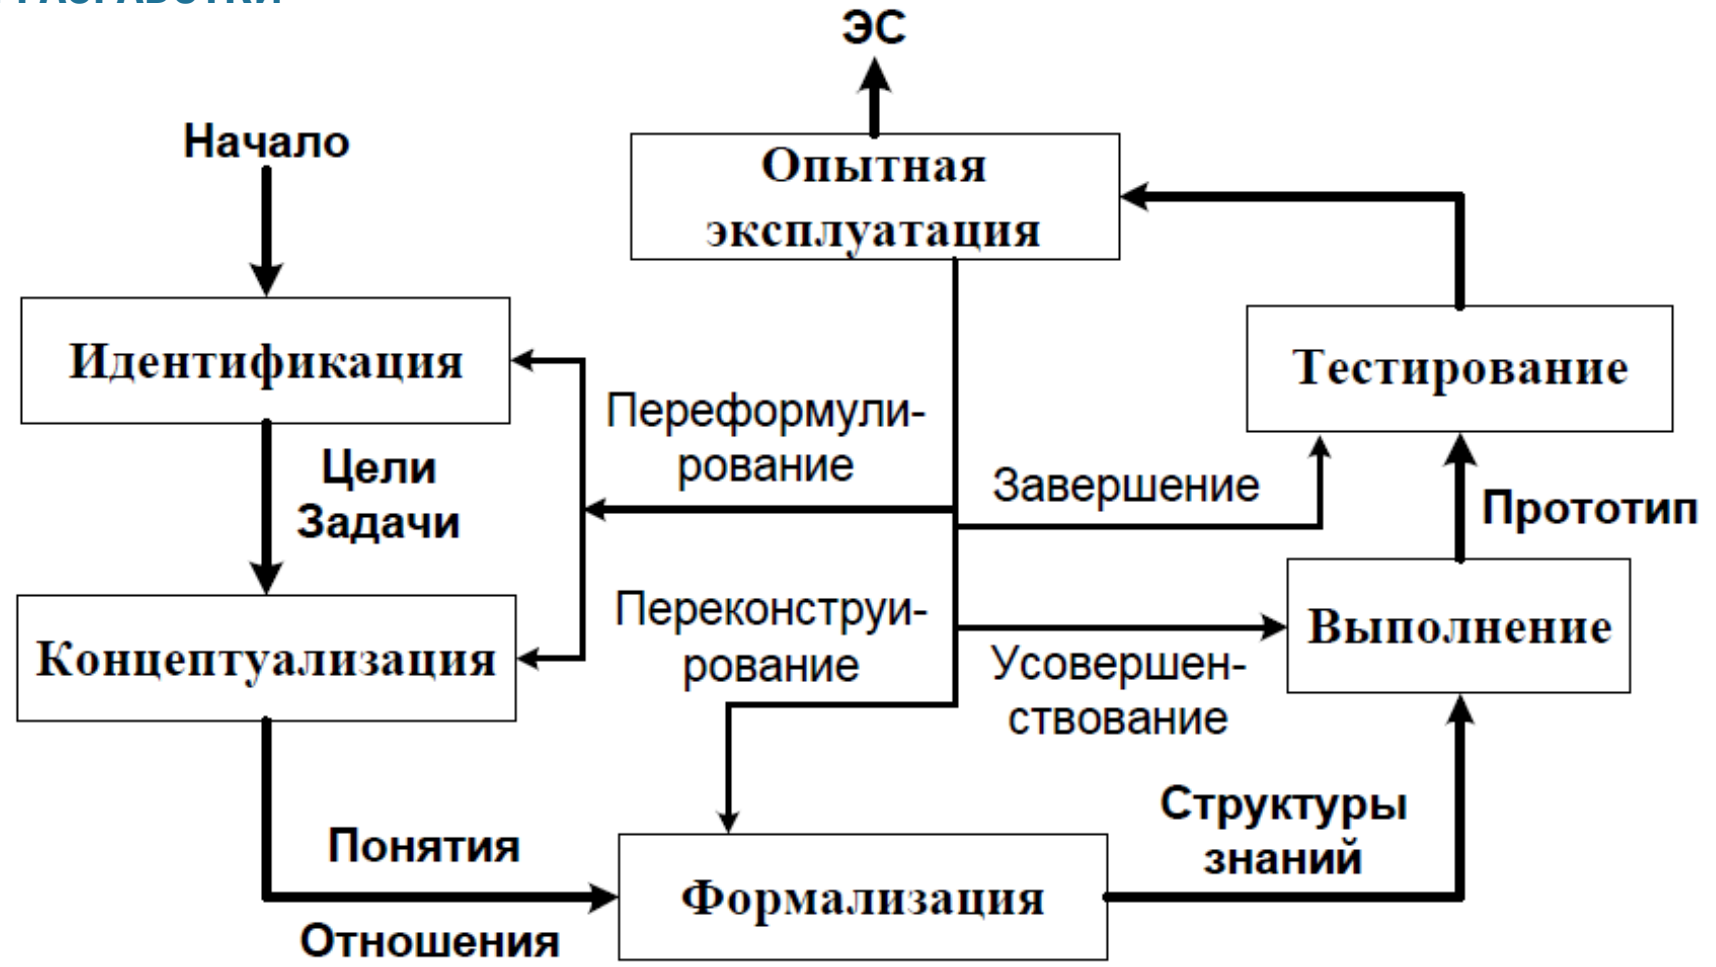 РАЗРАБОТКИ
ЭС
Начало
Опытная
эксплуатация
Идентификация
Тестирование
Переформули-
рование
Цели
Задачи
Завершение
Прототип
Концептуализация
Переконструи-
рование
Выполнение
Усовершен-
ствование
Структуры
знаний
Понятия
Отношения
Формализация